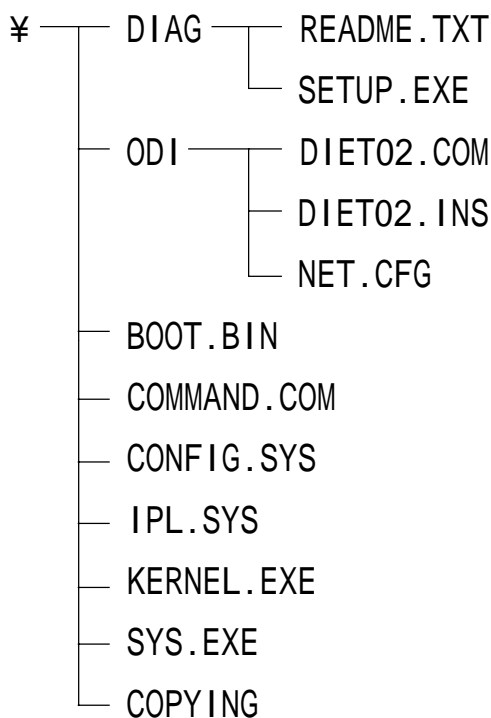 ¥ DIAG README.TXT
SETUP.EXE
ODI DIET02.COM
DIET02.INS
NET.CFG
BOOT.BIN
COMMAND.COM
CONFIG.SYS
IPL.SYS
KERNEL.EXE
SYS.EXE
COPYING